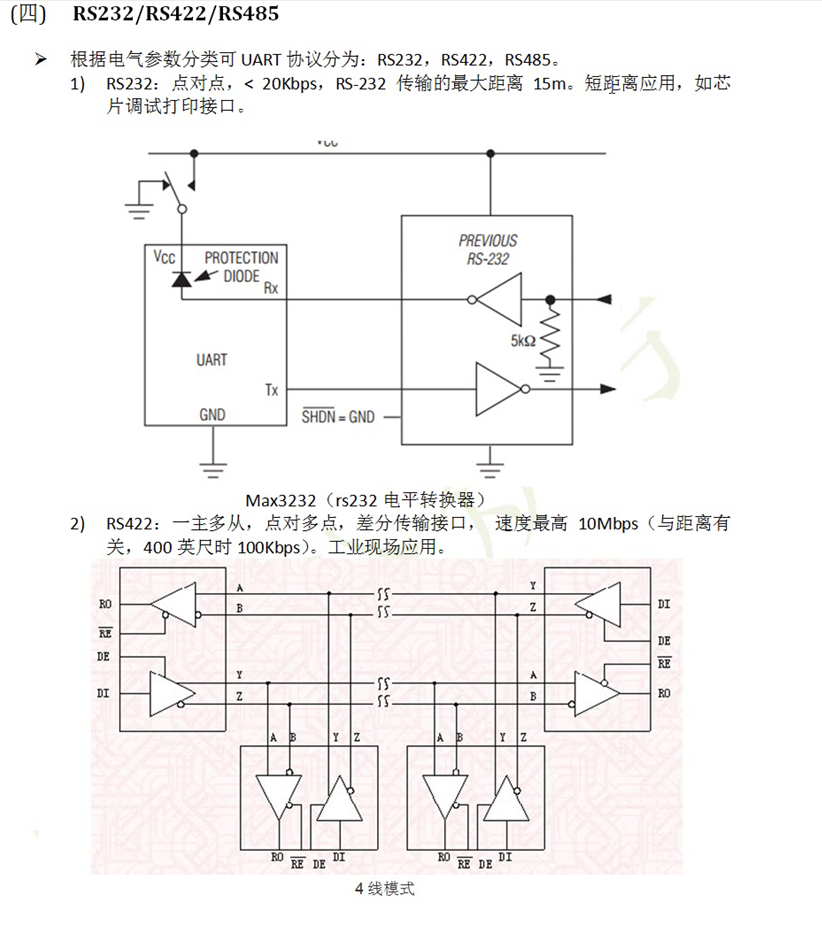 (四) RS232/RS422/RS485
➤ 根据电气参数分类可 UART 协议分为：RS232，RS422，RS485。
1) RS232：点对点，< 20Kbps，RS-232 传输的最大距离 15m。短距离应用，如芯
片调试打印接口。
Vcc
PREVIOUS
RS-232
Vcc PROTECTION
DIODE
Rx
5kΩ
UART
Tx
GND
SHDN = GND
Max3232（rs232 电平转换器）
2) RS422：一主多从，点对多点，差分传输接口， 速度最高 10Mbps（与距离有
关，400 英尺时 100Kbps）。工业现场应用。
A Y
RO B Z DI
RE DE
DE RE
Y A
DI Z B RO
A B Y Z A B Y Z
RO RE DE DI RO RE DE DI
4 线模式